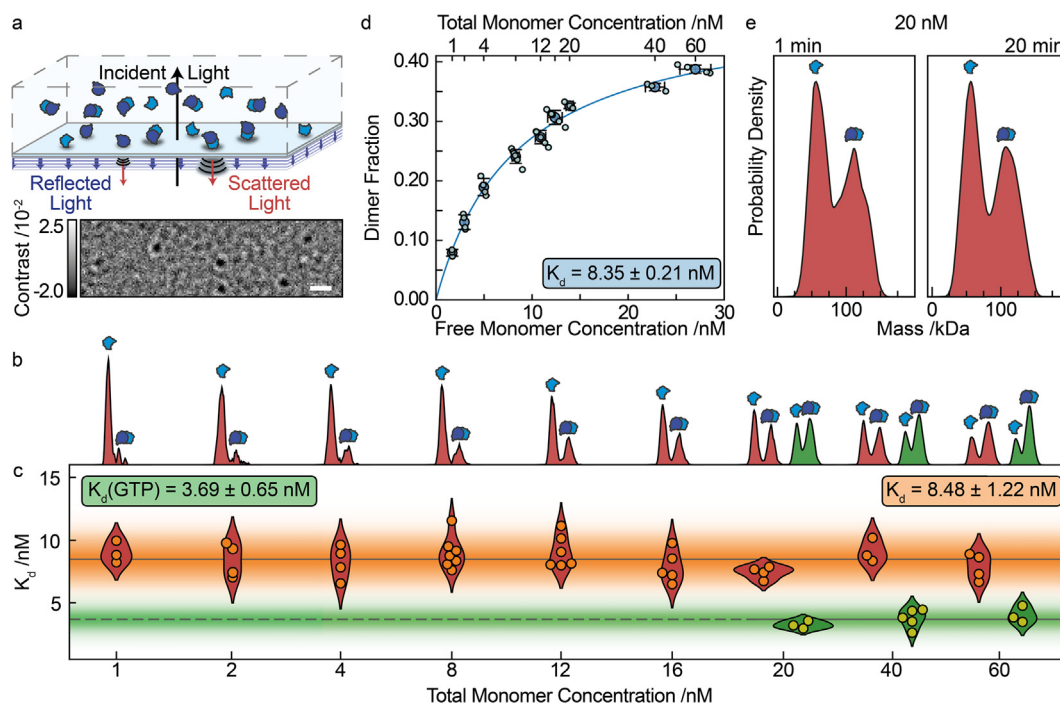 a
Incident Light
Reflected
Light
Scattered
Light
Contrast /10⁻²
2.5
-2.0
d
Total Monomer Concentration /nM
1 4 12 20 40 60
Dimer Fraction
0.40
0.30
0.20
0.10
0.00
K_d = 8.35 ± 0.21 nM
0 10 20 30
Free Monomer Concentration /nM
e
20 nM
1 min
20 min
Probability Density
0 100 0 100
Mass /kDa
b
c
K_d(GTP) = 3.69 ± 0.65 nM
K_d = 8.48 ± 1.22 nM
K_d /nM
15
10
5
1 2 4 8 12 16 20 40 60
Total Monomer Concentration /nM